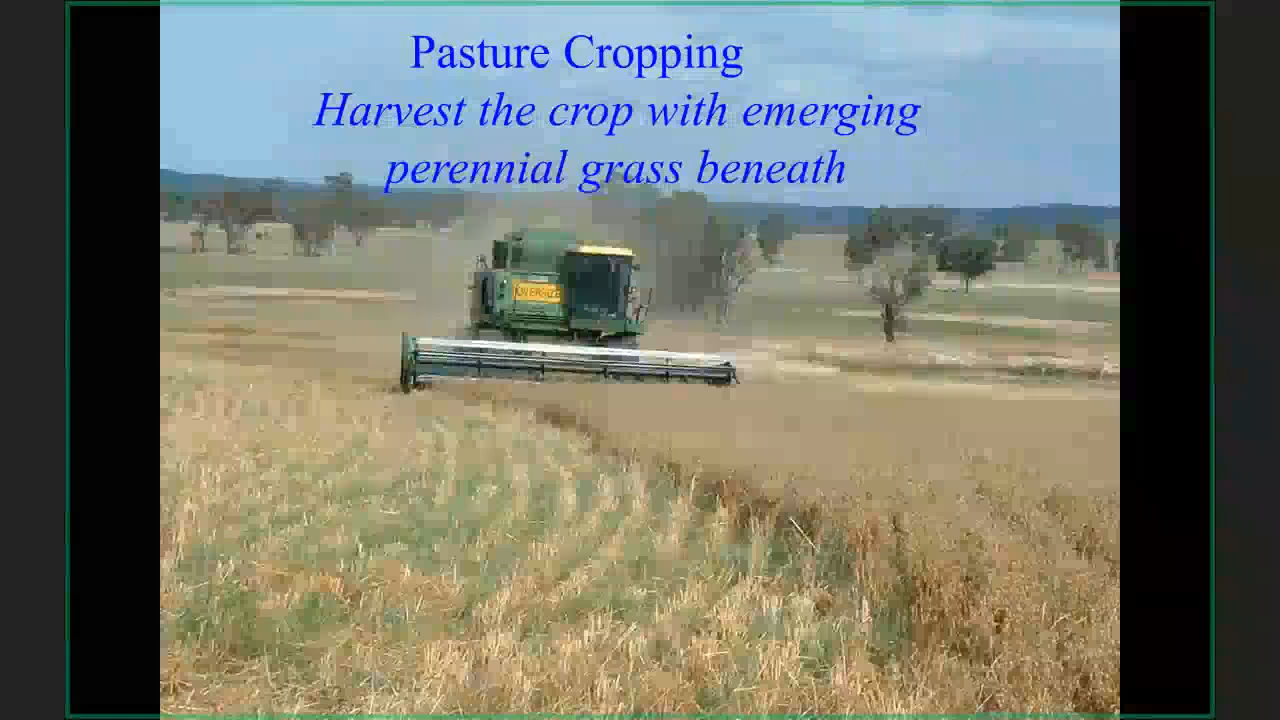 Pasture Cropping
Harvest the crop with emerging
perennial grass beneath